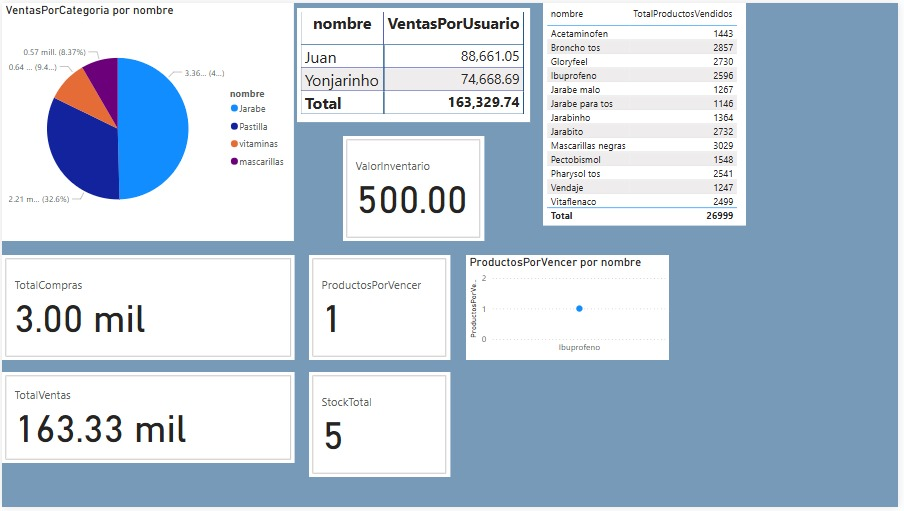 VentasPorCategoria por nombre
0.57 mill. (8.37%)
0.64 ... (9.4...)
3.36... (4...)
2.21 m... (32.6%)
nombre
Jarabe
Pastilla
vitaminas
mascarillas
nombre VentasPorUsuario
Juan 88,661.05
Yonjarinho 74,668.69
Total 163,329.74
ValorInventario
500.00
nombre TotalProductosVendidos
Acetaminofen 1443
Broncho tos 2857
Gloryfeel 2730
Ibuprofeno 2596
Jarabe malo 1267
Jarabe para tos 1146
Jarabinho 1364
Jarabito 2732
Mascarillas negras 3029
Pectobismol 1548
Pharysol tos 2541
Vendaje 1247
Vitaflenaco 2499
Total 26999
TotalCompras
3.00 mil
ProductosPorVencer
1
ProductosPorVencer por nombre
ProductosPorVe...
2
1
0
Ibuprofeno
TotalVentas
163.33 mil
StockTotal
5